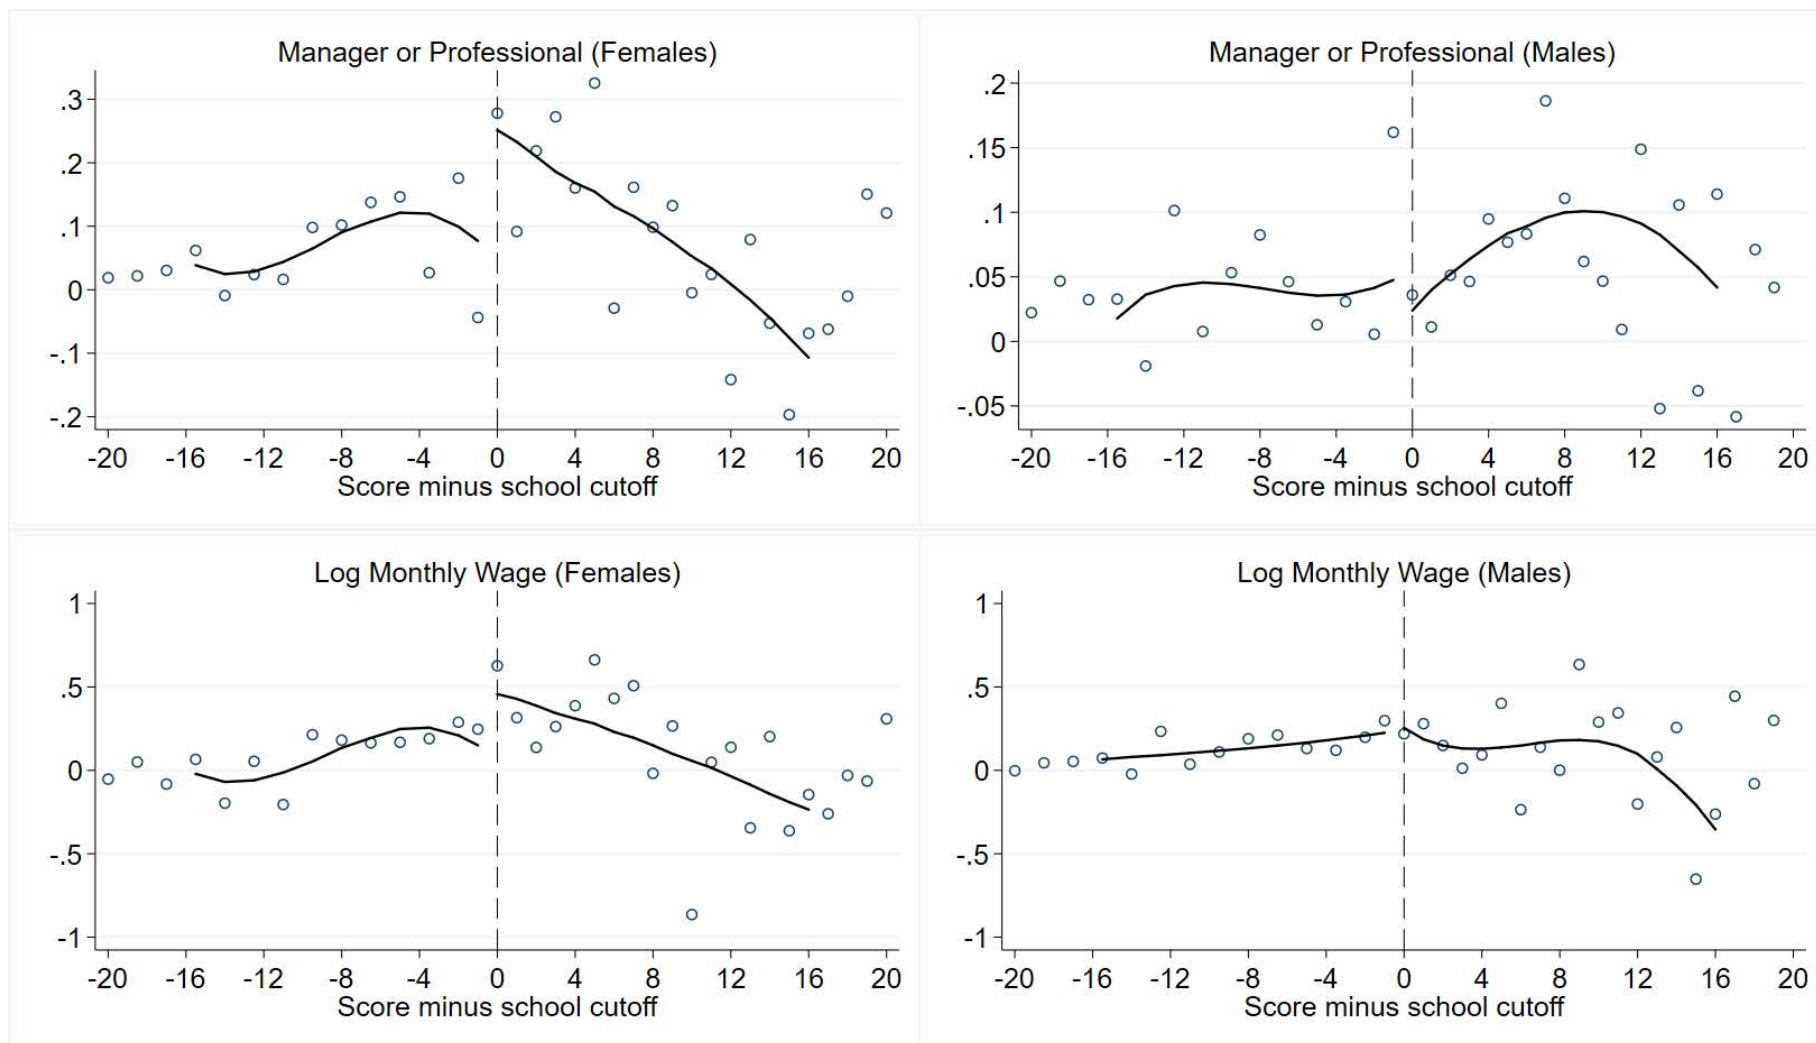 Manager or Professional (Females)
.3
.2
.1
0
-.1
-.2
-20 -16 -12 -8 -4 0 4 8 12 16 20
Score minus school cutoff
Manager or Professional (Males)
.2
.15
.1
.05
0
-.05
-20 -16 -12 -8 -4 0 4 8 12 16 20
Score minus school cutoff
Log Monthly Wage (Females)
1
.5
0
-.5
-1
-20 -16 -12 -8 -4 0 4 8 12 16 20
Score minus school cutoff
Log Monthly Wage (Males)
1
.5
0
-.5
-1
-20 -16 -12 -8 -4 0 4 8 12 16 20
Score minus school cutoff